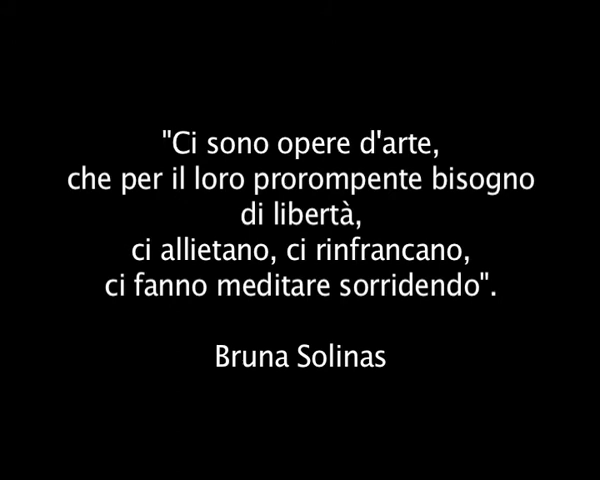 "Ci sono opere d'arte,
che per il loro prorompente bisogno
di libertà,
ci allietano, ci rinfrancano,
ci fanno meditare sorridendo".
Bruna Solinas